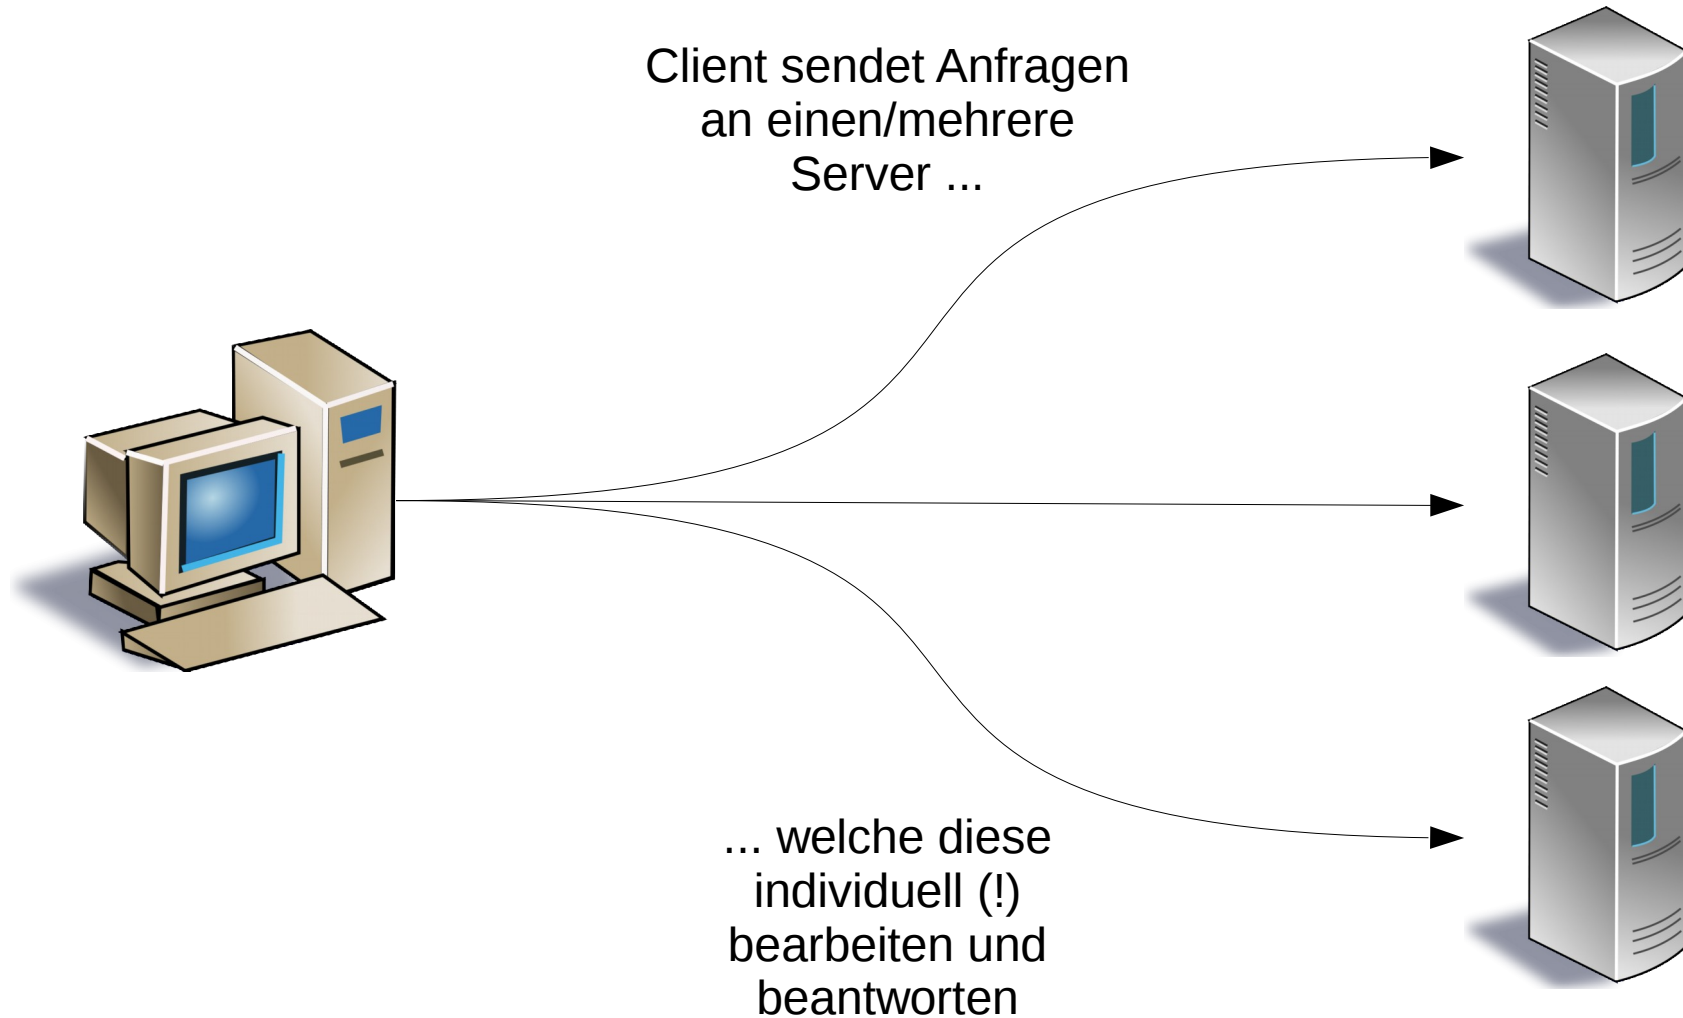 Client sendet Anfragen
an einen/mehrere
Server ...
... welche diese
individuell (!)
bearbeiten und
beantworten